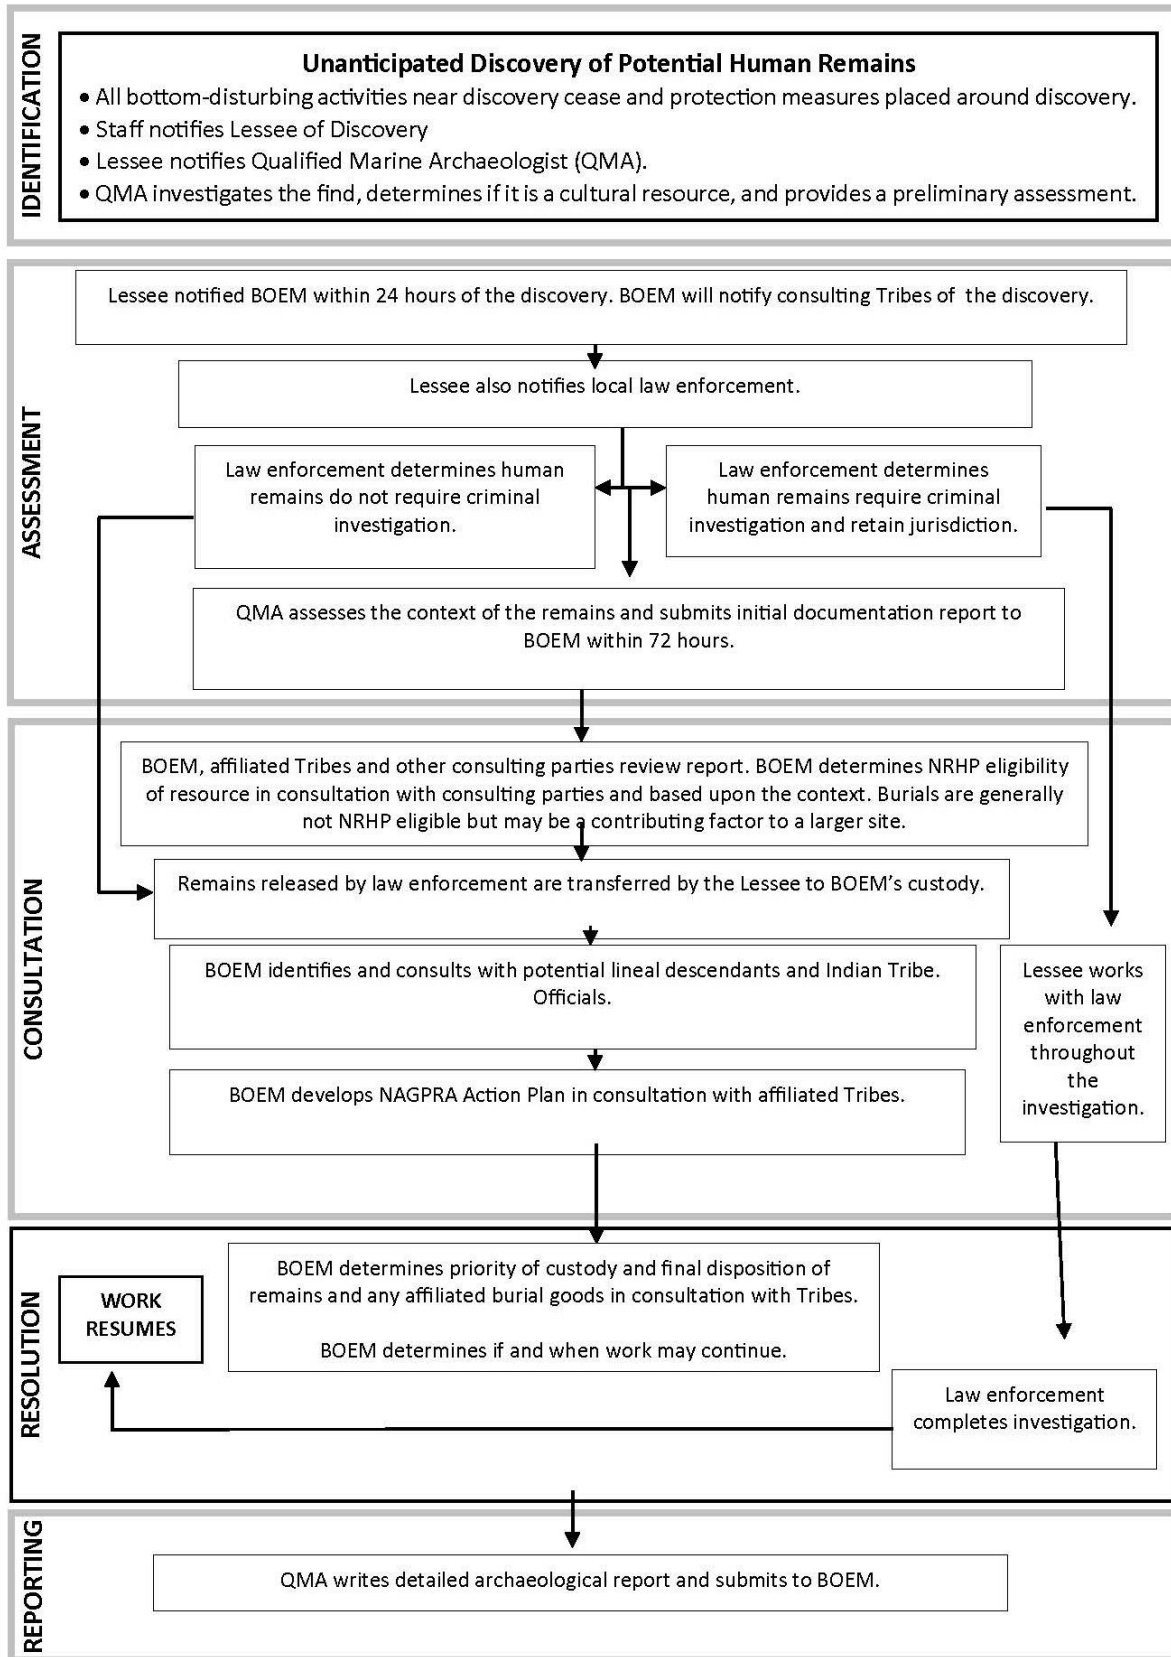 IDENTIFICATION
Unanticipated Discovery of Potential Human Remains
• All bottom-disturbing activities near discovery cease and protection measures placed around discovery.
• Staff notifies Lessee of Discovery
• Lessee notifies Qualified Marine Archaeologist (QMA).
• QMA investigates the find, determines if it is a cultural resource, and provides a preliminary assessment.
ASSESSMENT
Lessee notified BOEM within 24 hours of the discovery. BOEM will notify consulting Tribes of the discovery.
Lessee also notifies local law enforcement.
Law enforcement determines human
remains do not require criminal
investigation.
Law enforcement determines
human remains require criminal
investigation and retain jurisdiction.
QMA assesses the context of the remains and submits initial documentation report to
BOEM within 72 hours.
CONSULTATION
BOEM, affiliated Tribes and other consulting parties review report. BOEM determines NRHP eligibility
of resource in consultation with consulting parties and based upon the context. Burials are generally
not NRHP eligible but may be a contributing factor to a larger site.
Remains released by law enforcement are transferred by the Lessee to BOEM’s custody.
BOEM identifies and consults with potential lineal descendants and Indian Tribe.
Officials.
BOEM develops NAGPRA Action Plan in consultation with affiliated Tribes.
Lessee works
with law
enforcement
throughout
the
investigation.
RESOLUTION
WORK
RESUMES
BOEM determines priority of custody and final disposition of
remains and any affiliated burial goods in consultation with Tribes.
BOEM determines if and when work may continue.
Law enforcement
completes investigation.
REPORTING
QMA writes detailed archaeological report and submits to BOEM.